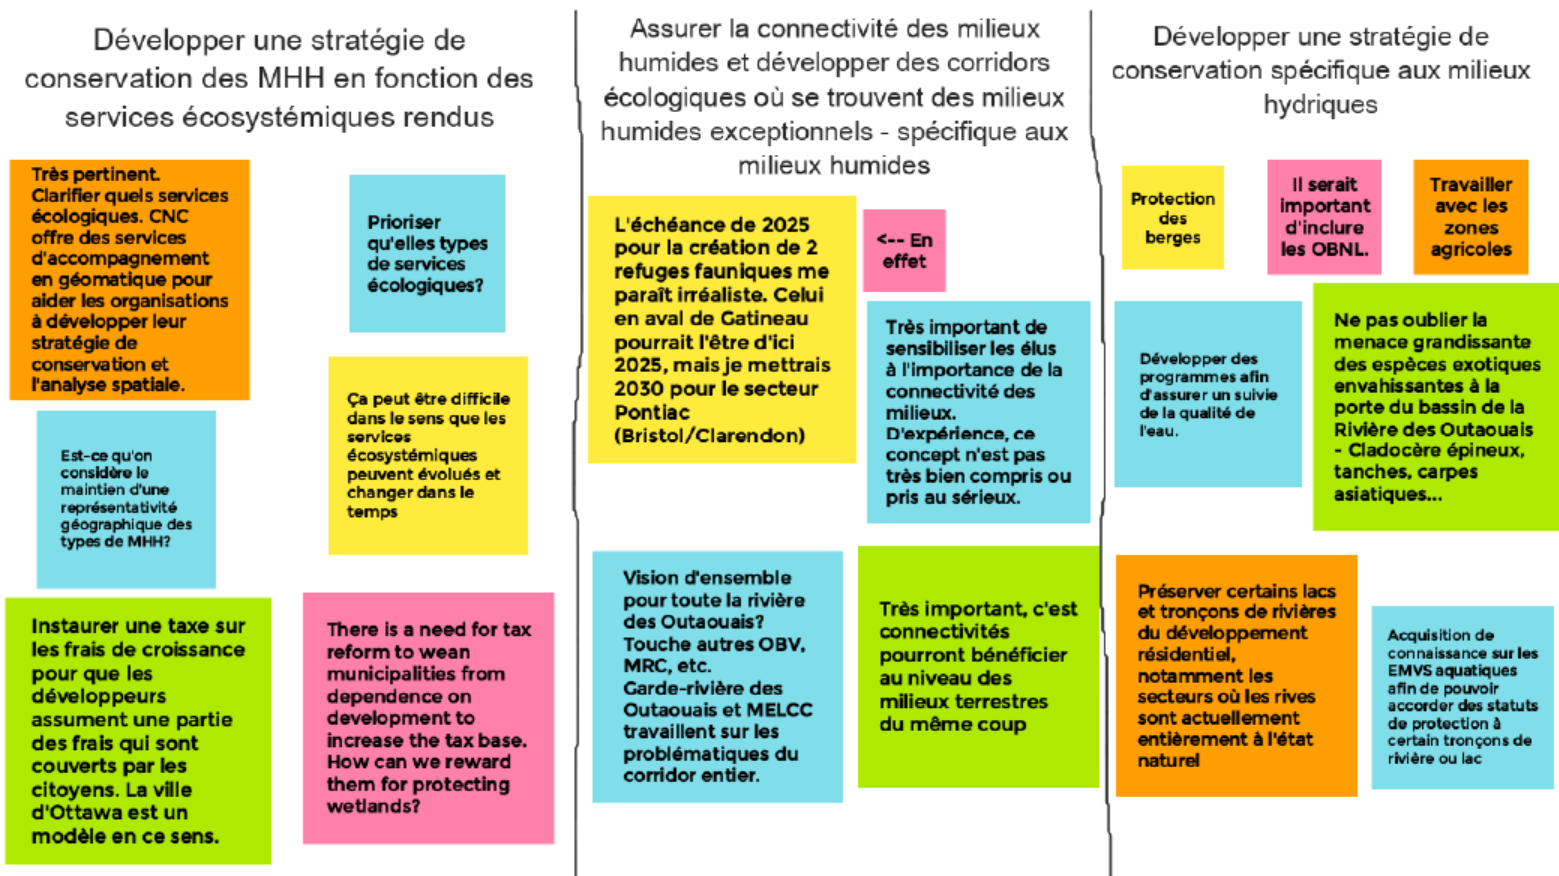 Développer une stratégie de
conservation des MHH en fonction des
services écosystémiques rendus
Très pertinent.
Clarifier quels services
écologiques. CNC
offre des services
d'accompagnement
en géomatique pour
aider les organisations
à développer leur
stratégie de
conservation et
l'analyse spatiale.
Prioriser
qu'elles types
de services
écologiques?
Est-ce qu'on
considère le
maintien d'une
représentativité
géographique des
types de MHH?
Ça peut être difficile
dans le sens que les
services
écosystémiques
peuvent évolués et
changer dans le
temps
Instaurer une taxe sur
les frais de croissance
pour que les
développeurs
assument une partie
des frais qui sont
couverts par les
citoyens. La ville
d'Ottawa est un
modèle en ce sens.
There is a need for tax
reform to wean
municipalities from
dependence on
development to
increase the tax base.
How can we reward
them for protecting
wetlands?
Assurer la connectivité des milieux
humides et développer des corridors
écologiques où se trouvent des milieux
humides exceptionnels - spécifique aux
milieux humides
L'échéance de 2025
pour la création de 2
refuges fauniques me
paraît irréaliste. Celui
en aval de Gatineau
pourrait l'être d'ici
2025, mais je mettrais
2030 pour le secteur
Pontiac
(Bristol/Clarendon)
<-- En
effet
Très important de
sensibiliser les élus
à l'importance de la
connectivité des
milieux.
D'expérience, ce
concept n'est pas
très bien compris ou
pris au sérieux.
Vision d'ensemble
pour toute la rivière
des Outaouais?
Touche autres OBV,
MRC, etc.
Garde-rivière des
Outaouais et MELCC
travaillent sur les
problématiques du
corridor entier.
Très important, c'est
connectivités
pourront bénéficier
au niveau des
milieux terrestres
du même coup
Développer une stratégie de
conservation spécifique aux milieux
hydriques
Protection
des
berges
Il serait
important
d'inclure
les OBNL.
Travailler
avec les
zones
agricoles
Développer des
programmes afin
d'assurer un suivie
de la qualité de
l'eau.
Ne pas oublier la
menace grandissante
des espèces exotiques
envahissantes à la
porte du bassin de la
Rivière des Outaouais
- Cladocère épineux,
tanches, carpes
asiatiques...
Préserver certains lacs
et tronçons de rivières
du développement
résidentiel,
notamment les
secteurs où les rives
sont actuellement
entièrement à l'état
naturel
Acquisition de
connaissance sur les
EMVS aquatiques
afin de pouvoir
accorder des statuts
de protection à
certain tronçons de
rivière ou lac